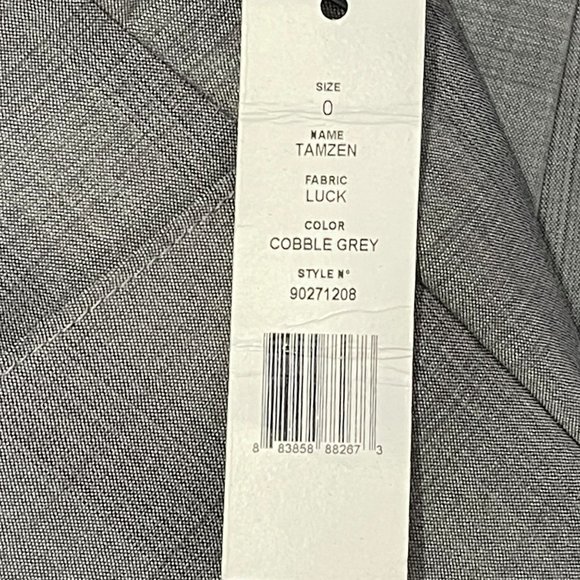 SIZE
0
NAME
TAMZEN
FABRIC
LUCK
COLOR
COBBLE GREY
STYLE Nº
90271208
8 83858 88267 3